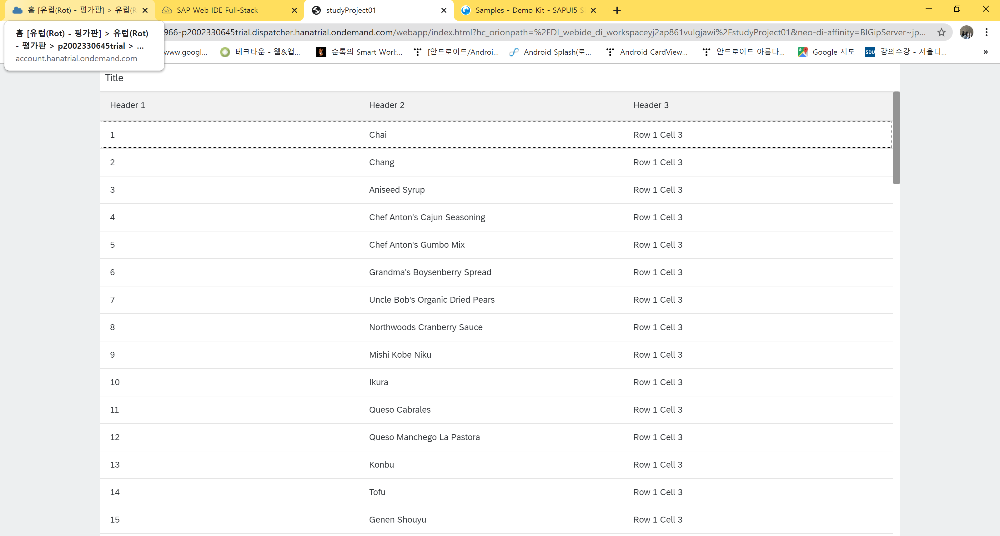 홈 [유럽(Rot) - 평가판] > 유럽(R
SAP Web IDE Full-Stack
studyProject01
Samples - Demo Kit - SAPUI5 S
홈 [유럽(Rot) - 평가판] > 유럽(Rot)
- 평가판 > p2002330645trial > ...
account.hanatrial.ondemand.com
966-p2002330645trial.dispatcher.hanatrial.ondemand.com/webapp/index.html?hc_orionpath=%2FDI_webide_di_workspaceyj2ap861vulgjawi%2FstudyProject01&neo-di-affinity=BIGipServer~jp...
www.googl...
테크타운 - 웹&앱...
순록의 Smart Worl:...
[안드로이드/Androi...
Android Splash(로...
Android CardView...
안드로이드 아름다...
Google 지도
SDU 강의수강 - 서울디...
»
Title
Header 1 Header 2 Header 3
1 Chai Row 1 Cell 3
2 Chang Row 1 Cell 3
3 Aniseed Syrup Row 1 Cell 3
4 Chef Anton's Cajun Seasoning Row 1 Cell 3
5 Chef Anton's Gumbo Mix Row 1 Cell 3
6 Grandma's Boysenberry Spread Row 1 Cell 3
7 Uncle Bob's Organic Dried Pears Row 1 Cell 3
8 Northwoods Cranberry Sauce Row 1 Cell 3
9 Mishi Kobe Niku Row 1 Cell 3
10 Ikura Row 1 Cell 3
11 Queso Cabrales Row 1 Cell 3
12 Queso Manchego La Pastora Row 1 Cell 3
13 Konbu Row 1 Cell 3
14 Tofu Row 1 Cell 3
15 Genen Shouyu Row 1 Cell 3